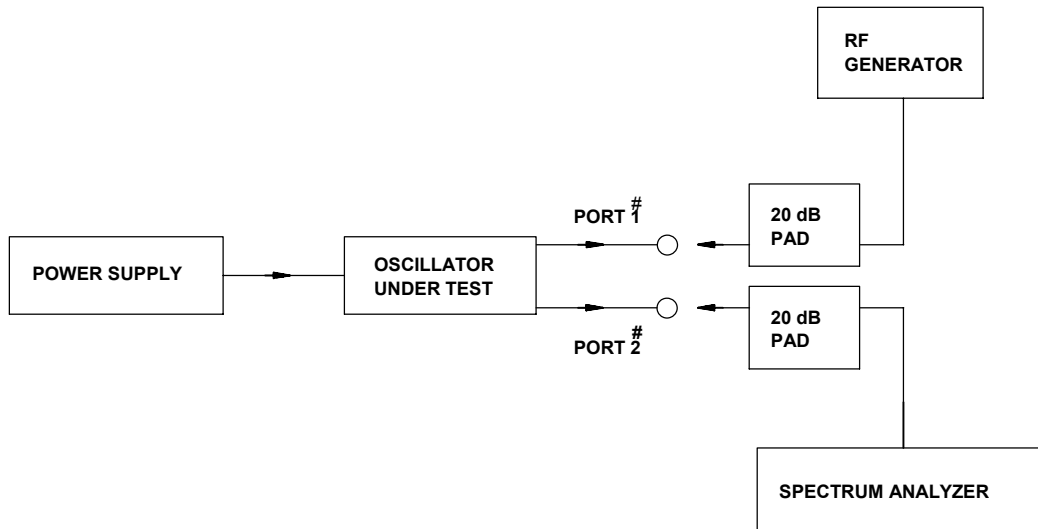 RF
GENERATOR
#
PORT 1
20 dB
PAD
POWER SUPPLY
OSCILLATOR
UNDER TEST
#
PORT 2
20 dB
PAD
SPECTRUM ANALYZER